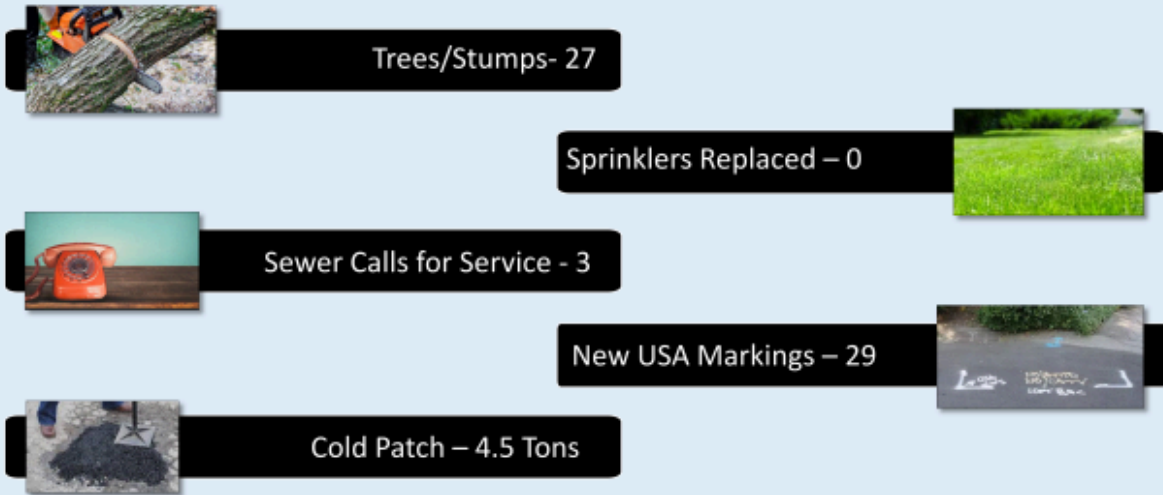 Trees/Stumps- 27
Sprinklers Replaced – 0
Sewer Calls for Service - 3
New USA Markings – 29
Cold Patch – 4.5 Tons